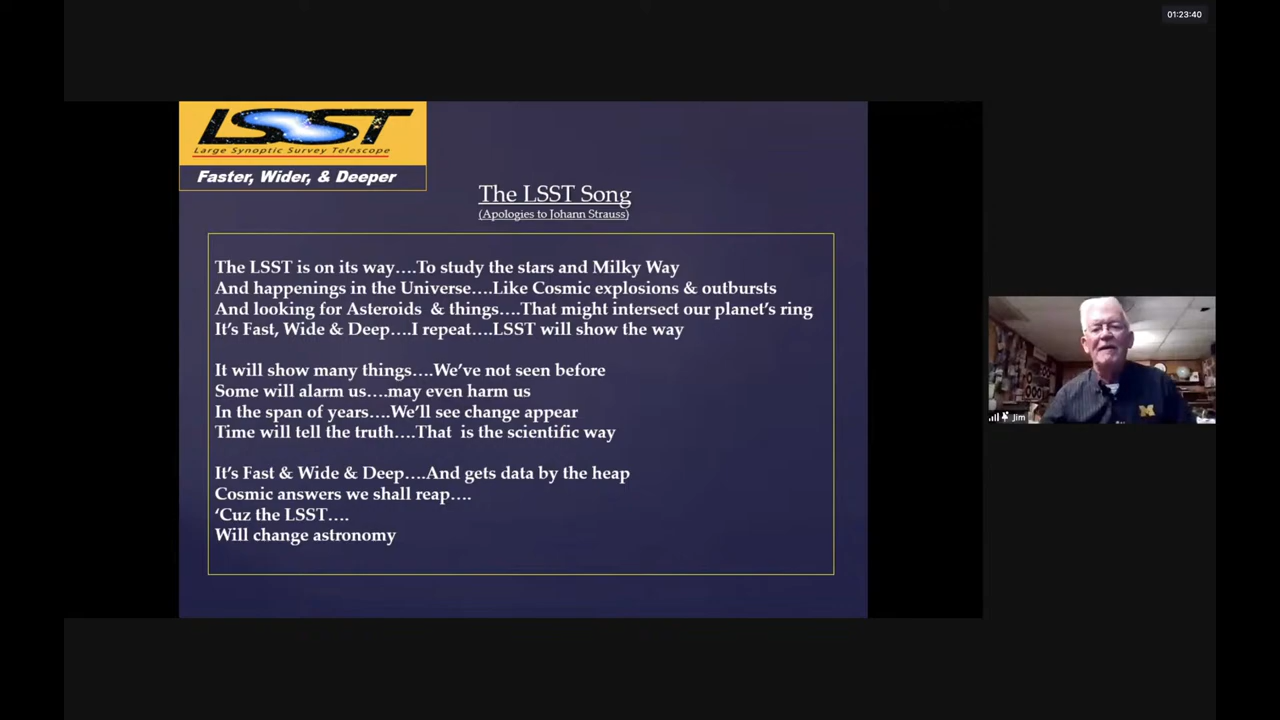 01:23:40
LSST
Large Synoptic Survey Telescope
Faster, Wider, & Deeper
The LSST Song
(Apologies to Johann Strauss)
The LSST is on its way….To study the stars and Milky Way
And happenings in the Universe….Like Cosmic explosions & outbursts
And looking for Asteroids & things….That might intersect our planet's ring
It's Fast, Wide & Deep….I repeat….LSST will show the way
It will show many things….We've not seen before
Some will alarm us….may even harm us
In the span of years….We'll see change appear
Time will tell the truth….That is the scientific way
It's Fast & Wide & Deep….And gets data by the heap
Cosmic answers we shall reap….
'Cuz the LSST….
Will change astronomy
M
Jim